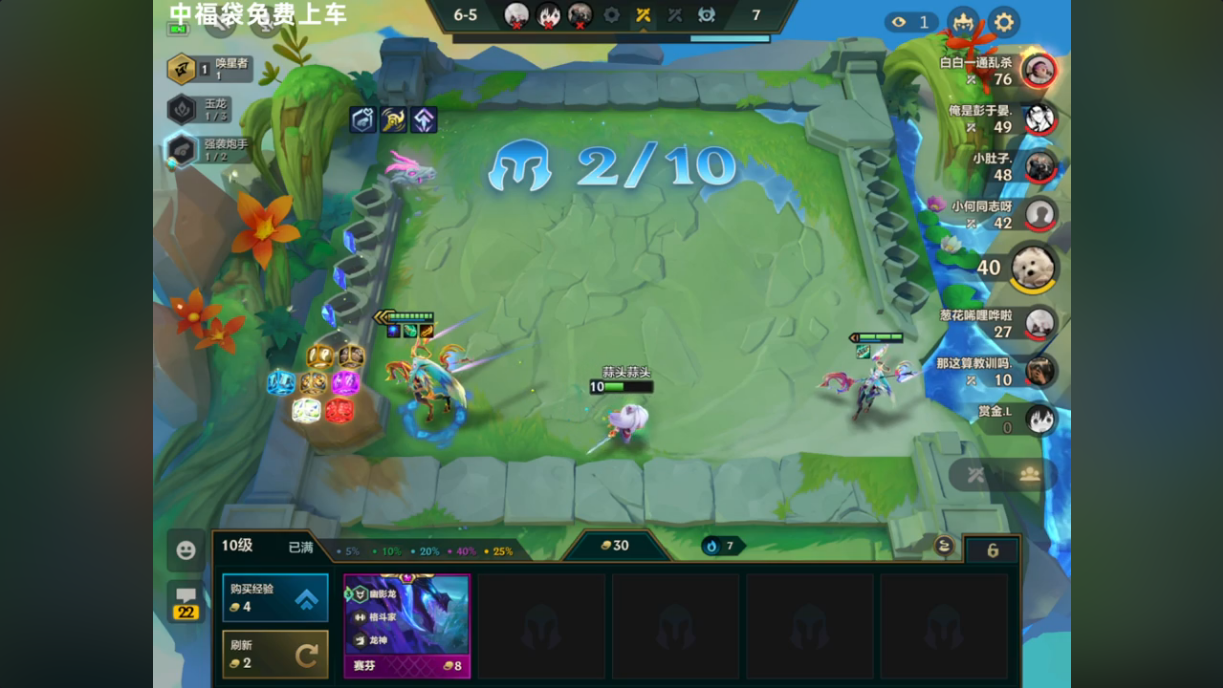 中福袋免费上车
6-5
7
1
1
唤星者
1
玉龙
1/3
强袭炮手
1/2
2/10
白白一通乱杀
76
俺是彭于晏.
49
小肚子.
48
小何同志呀
42
40
葱花唏哩哗啦
27
那这算教训吗.
10
赏金.L
0
蒜头蒜头
10
10级
已满
5%
10%
20%
40%
25%
30
7
6
22
购买经验
4
刷新
2
幽影龙
格斗家
龙神
赛芬
8